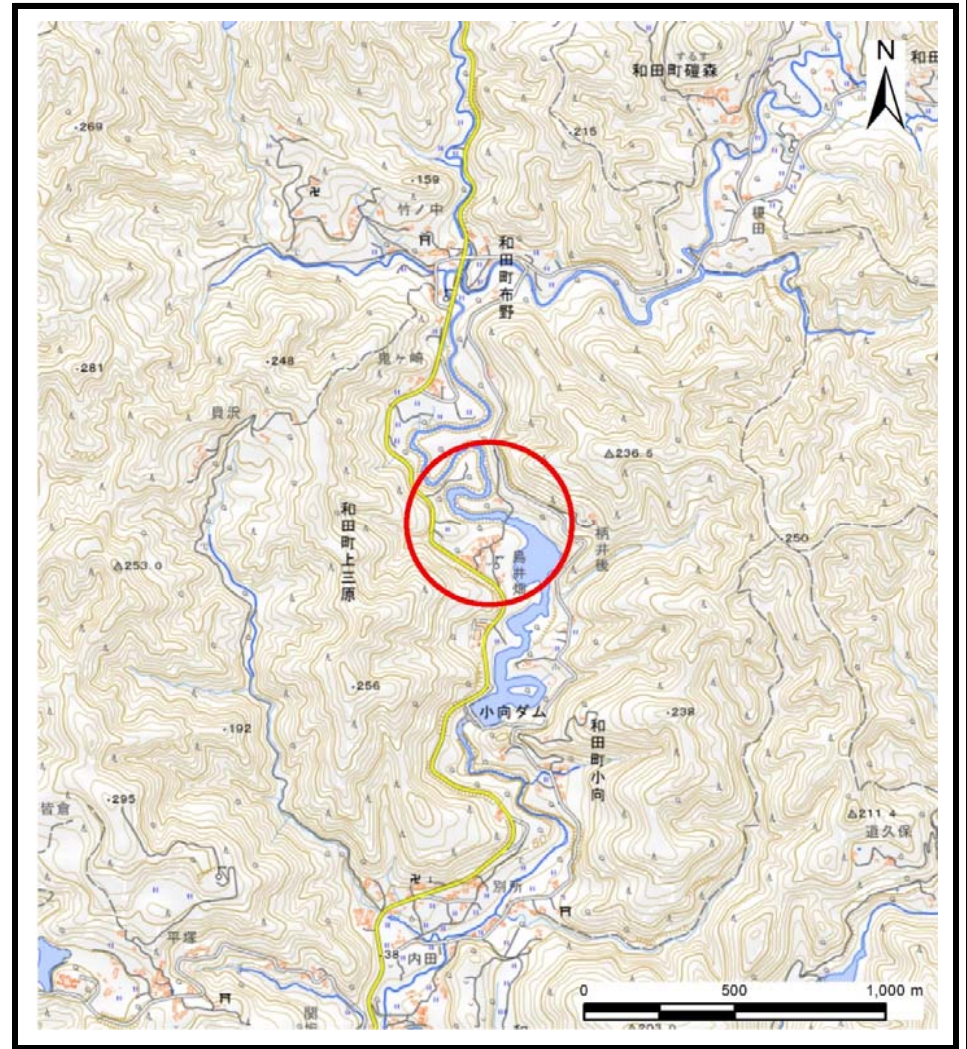 するす
和田町磑森
和田
N
269
215
159
竹ノ中
榎田
和田町布野
248
鬼ヶ嶋
281
貝沢
236.5
和田町上三原
250
柄井後
253.0
鳥井畑
256
小向ダム
238
192
和田町小向
295
皆倉
211.4
道久保
別所
平塚
38
内田
0 500 1,000 m